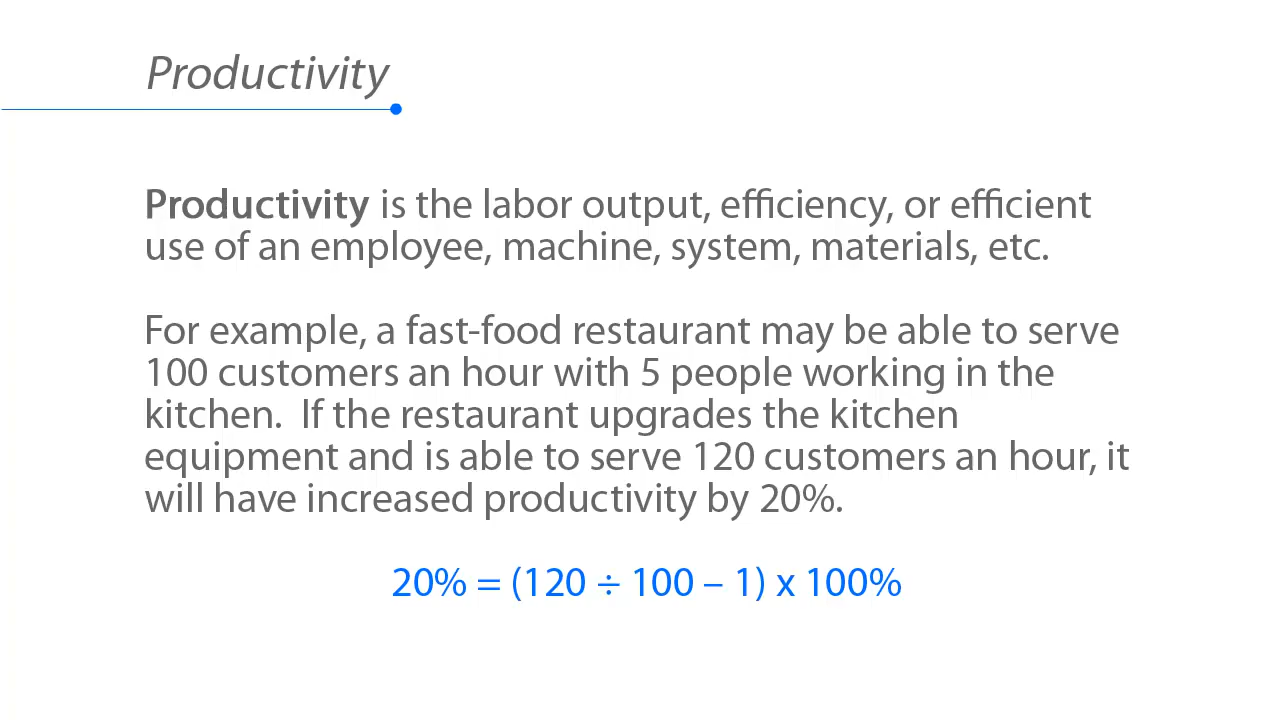 Productivity
Productivity is the labor output, efficiency, or efficient
use of an employee, machine, system, materials, etc.
For example, a fast-food restaurant may be able to serve
100 customers an hour with 5 people working in the
kitchen.  If the restaurant upgrades the kitchen
equipment and is able to serve 120 customers an hour, it
will have increased productivity by 20%.
20% = (120 ÷ 100 – 1) x 100%